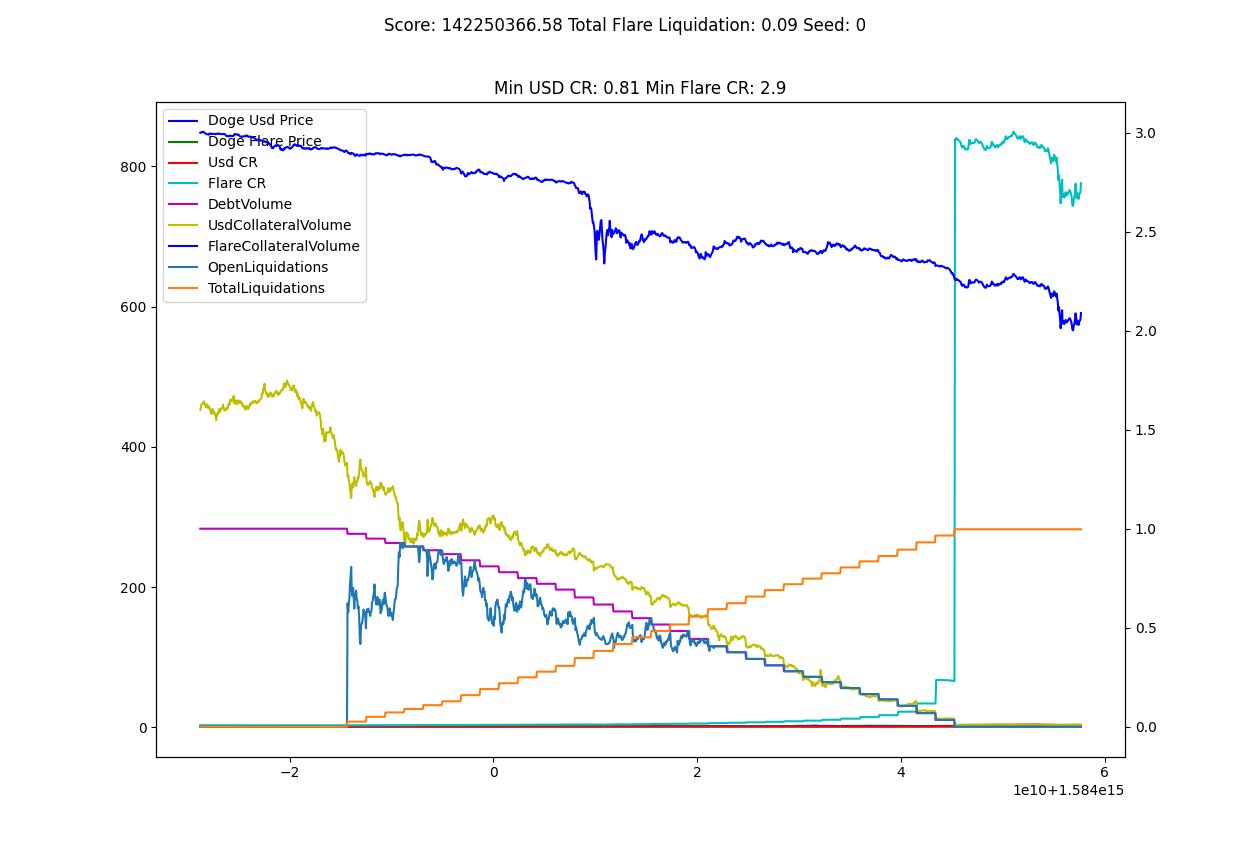 Score: 142250366.58 Total Flare Liquidation: 0.09 Seed: 0
Min USD CR: 0.81 Min Flare CR: 2.9
Doge Usd Price
Doge Flare Price
Usd CR
Flare CR
DebtVolume
UsdCollateralVolume
FlareCollateralVolume
OpenLiquidations
TotalLiquidations
800
600
400
200
0
3.0
2.5
2.0
1.5
1.0
0.5
0.0
−2
0
2
4
6
1e10+1.584e15